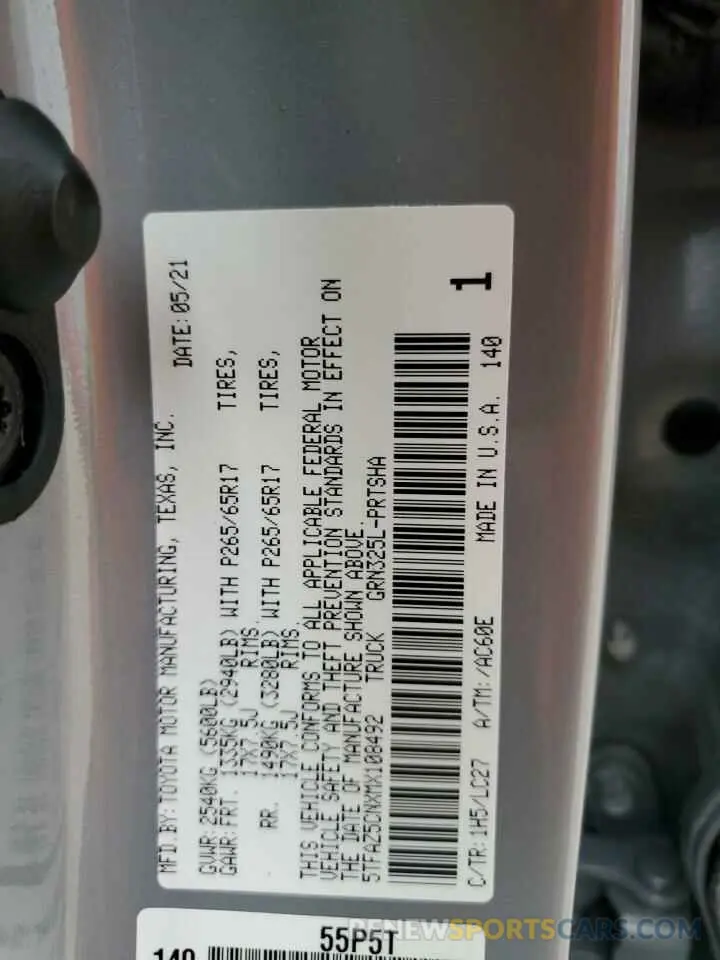 MFD BY: TOYOTA MOTOR MANUFACTURING, TEXAS, INC. DATE: 05/21
GVWR: 2540KG (5600LB)
GAWR: FRT. 1335KG (2940LB) WITH P265/65R17 TIRES,
17X7.5J RIMS.
RR. 1490KG (3280LB) WITH P265/65R17 TIRES,
17X7.5J RIMS.
THIS VEHICLE CONFORMS TO ALL APPLICABLE FEDERAL MOTOR
VEHICLE SAFETY AND THEFT PREVENTION STANDARDS IN EFFECT ON
THE DATE OF MANUFACTURE SHOWN ABOVE.
5TFAZ5CNXMX108492 TRUCK GRN325L-PRTSHA
C/TR: 1H5/LC27 A/TM: /AC60E MADE IN U.S.A. 140
1
55P5T
140
RENEWSPORTSCARS.COM